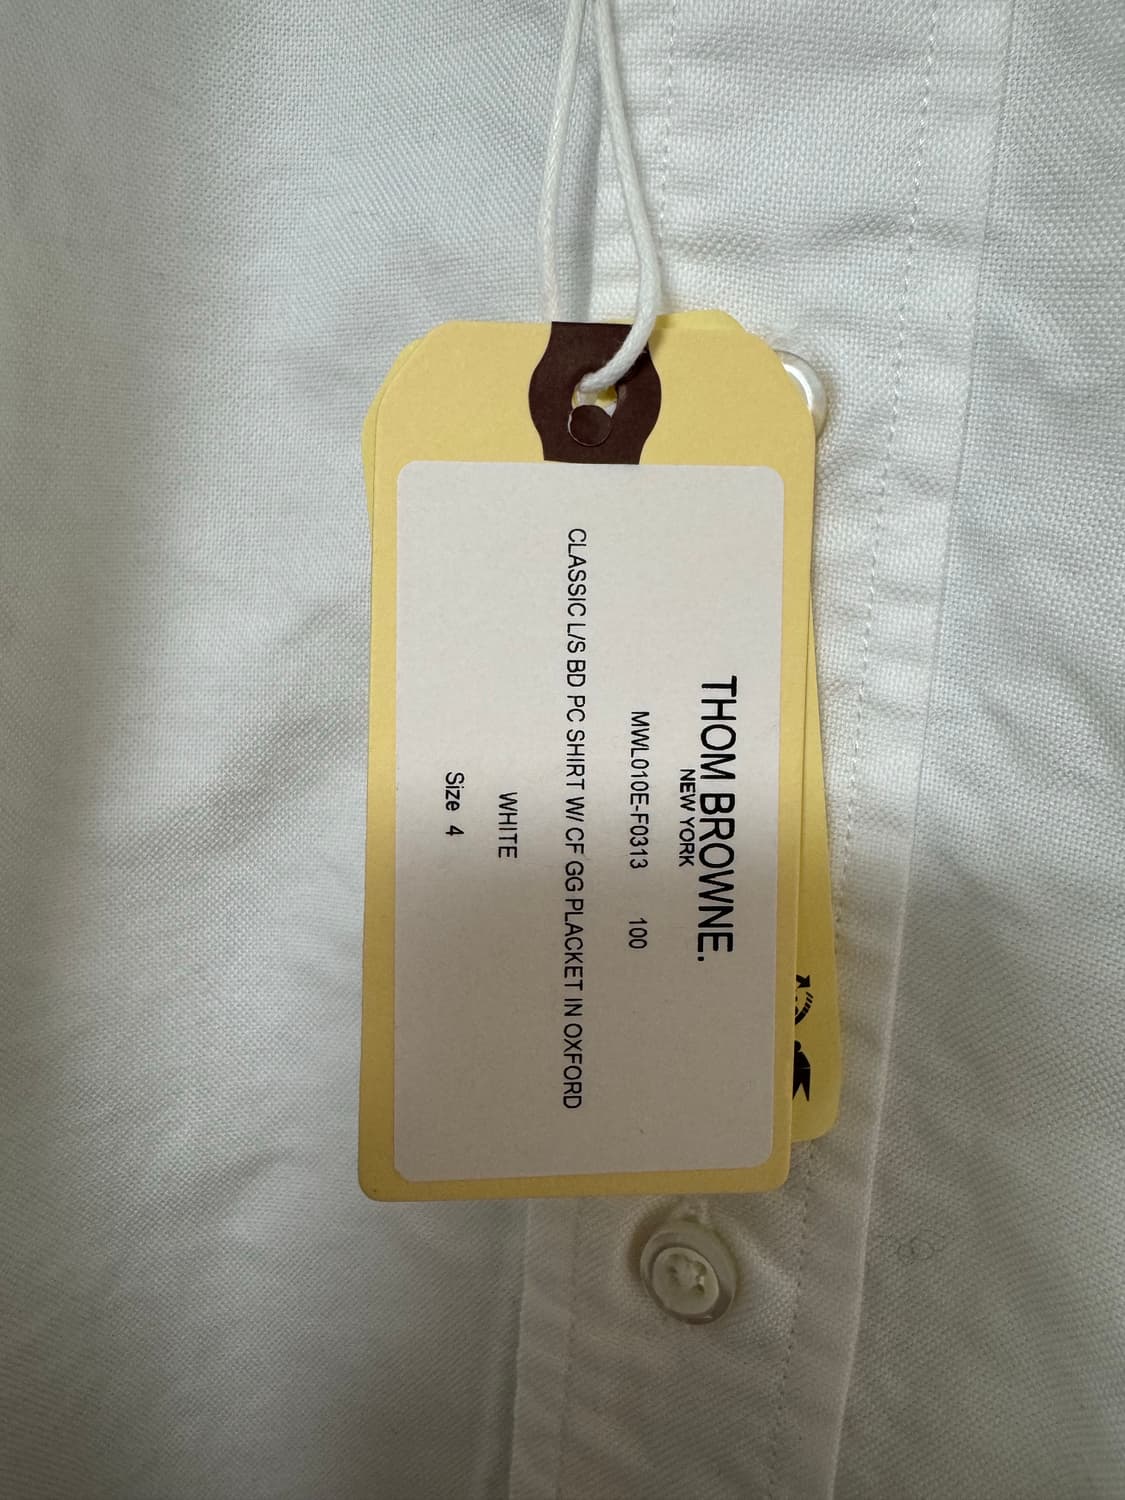 THOM BROWNE.
NEW YORK
MWL010E-F0313 100
CLASSIC L/S BD PC SHIRT W/ CF GG PLACKET IN OXFORD
WHITE
Size 4